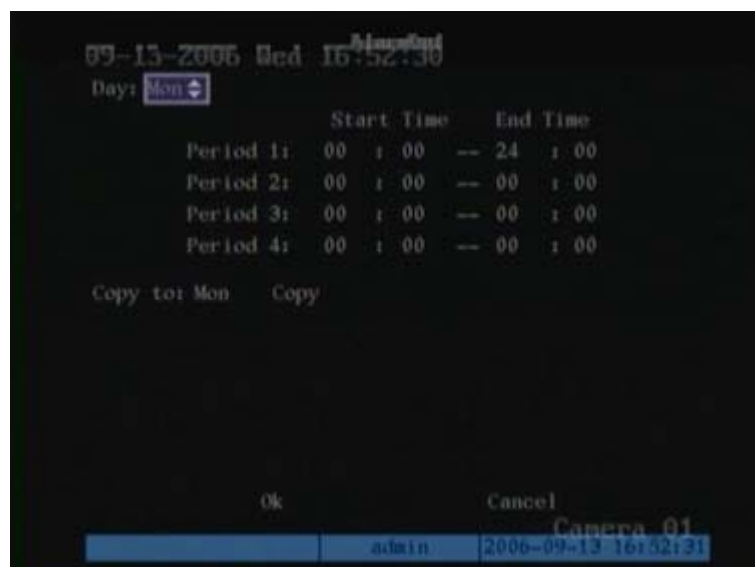 09-13-2006 Wed 16:52:30
Day: Mon
Start Time End Time
Period 1: 00 : 00 -- 24 : 00
Period 2: 00 : 00 -- 00 : 00
Period 3: 00 : 00 -- 00 : 00
Period 4: 00 : 00 -- 00 : 00
Copy to: Mon Copy
Ok Cancel
Camera 01
admin 2006-09-13 16:52:31